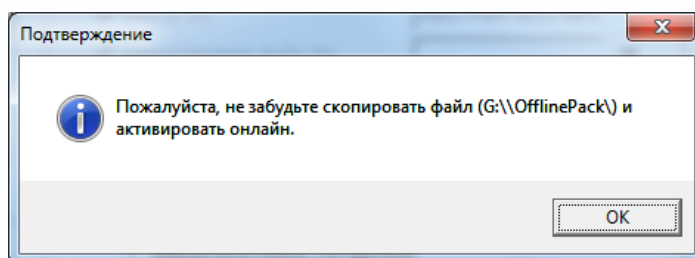 Подтверждение
Пожалуйста, не забудьте скопировать файл (G:\\OfflinePack\) и
активировать онлайн.
OK